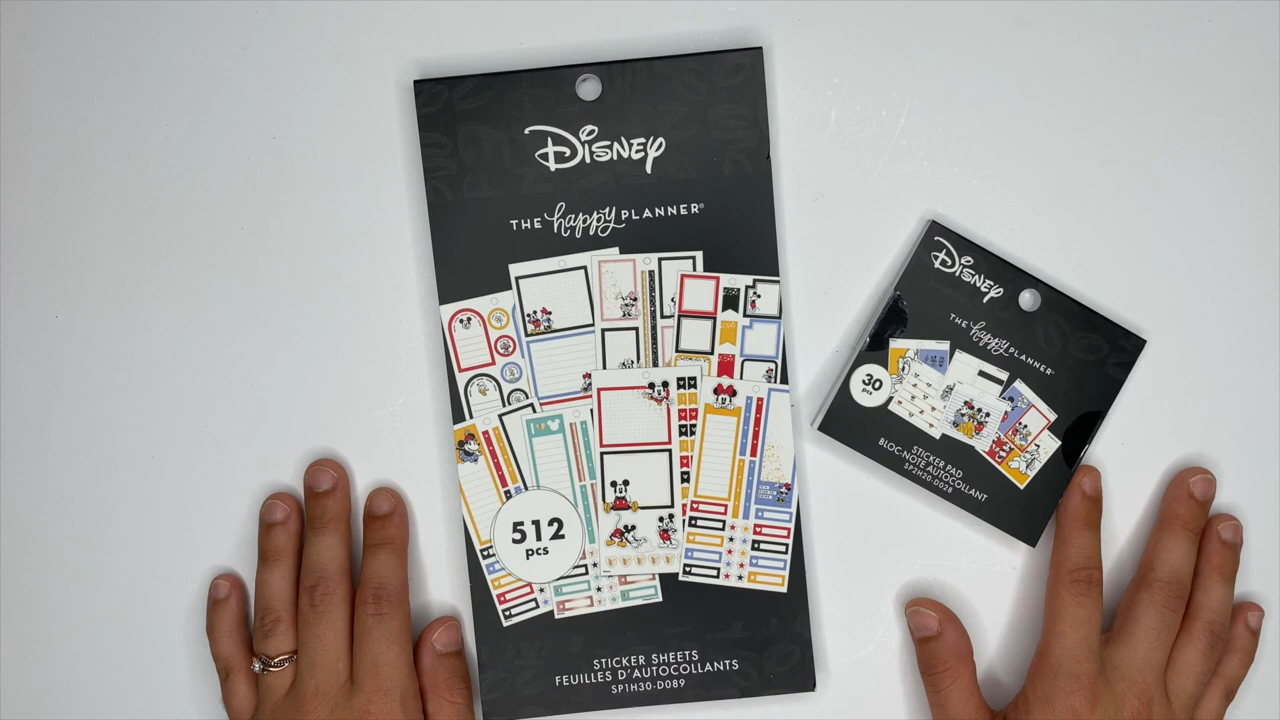 DISNEY
THE happy PLANNER®
512
pcs
STICKER SHEETS
FEUILLES D'AUTOCOLLANTS
SP1H30-D089
DISNEY
THE happy PLANNER®
30
pcs
STICKER PAD
BLOC-NOTE AUTOCOLLANT
SP2H20-D028